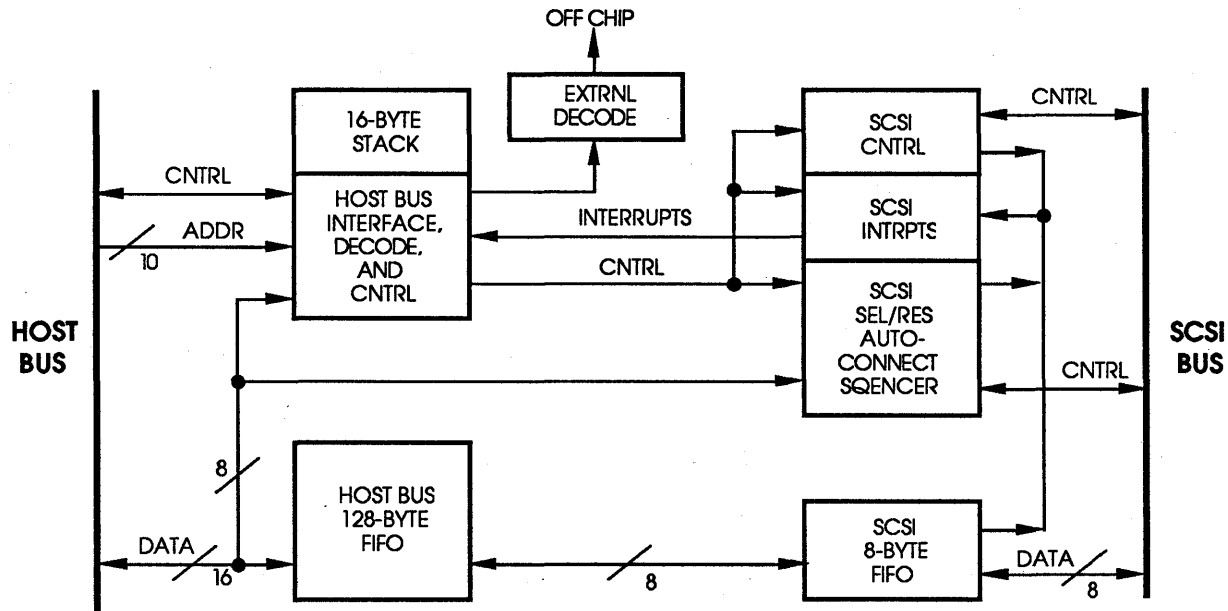 OFF CHIP
EXTRNL
DECODE
16-BYTE
STACK
HOST BUS
INTERFACE,
DECODE,
AND
CNTRL
CNTRL
ADDR
10
INTERRUPTS
CNTRL
SCSI
CNTRL
SCSI
INTRPTS
SCSI
SEL/RES
AUTO-
CONNECT
SQENCER
CNTRL
CNTRL
HOST
BUS
SCSI
BUS
8
HOST BUS
128-BYTE
FIFO
DATA
16
8
SCSI
8-BYTE
FIFO
DATA
8